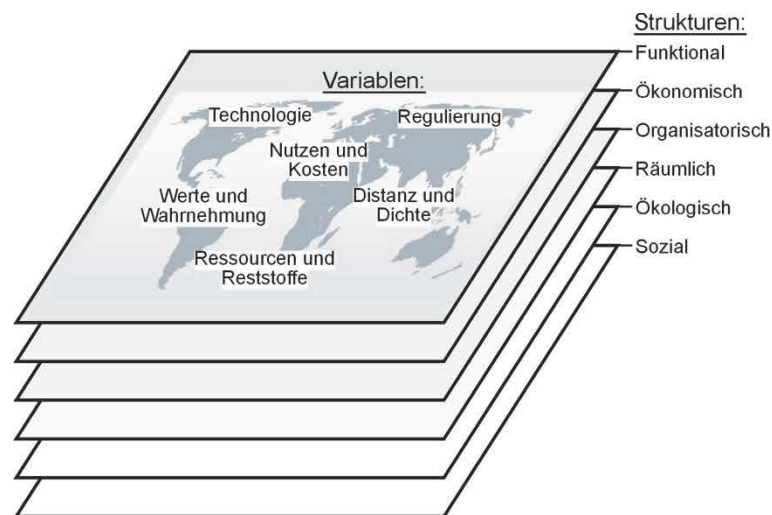 Strukturen:
Funktional
Variablen:
Ökonomisch
Technologie
Regulierung
Organisatorisch
Nutzen und
Kosten
Räumlich
Werte und
Wahrnehmung
Distanz und
Dichte
Ökologisch
Ressourcen und
Reststoffe
Sozial